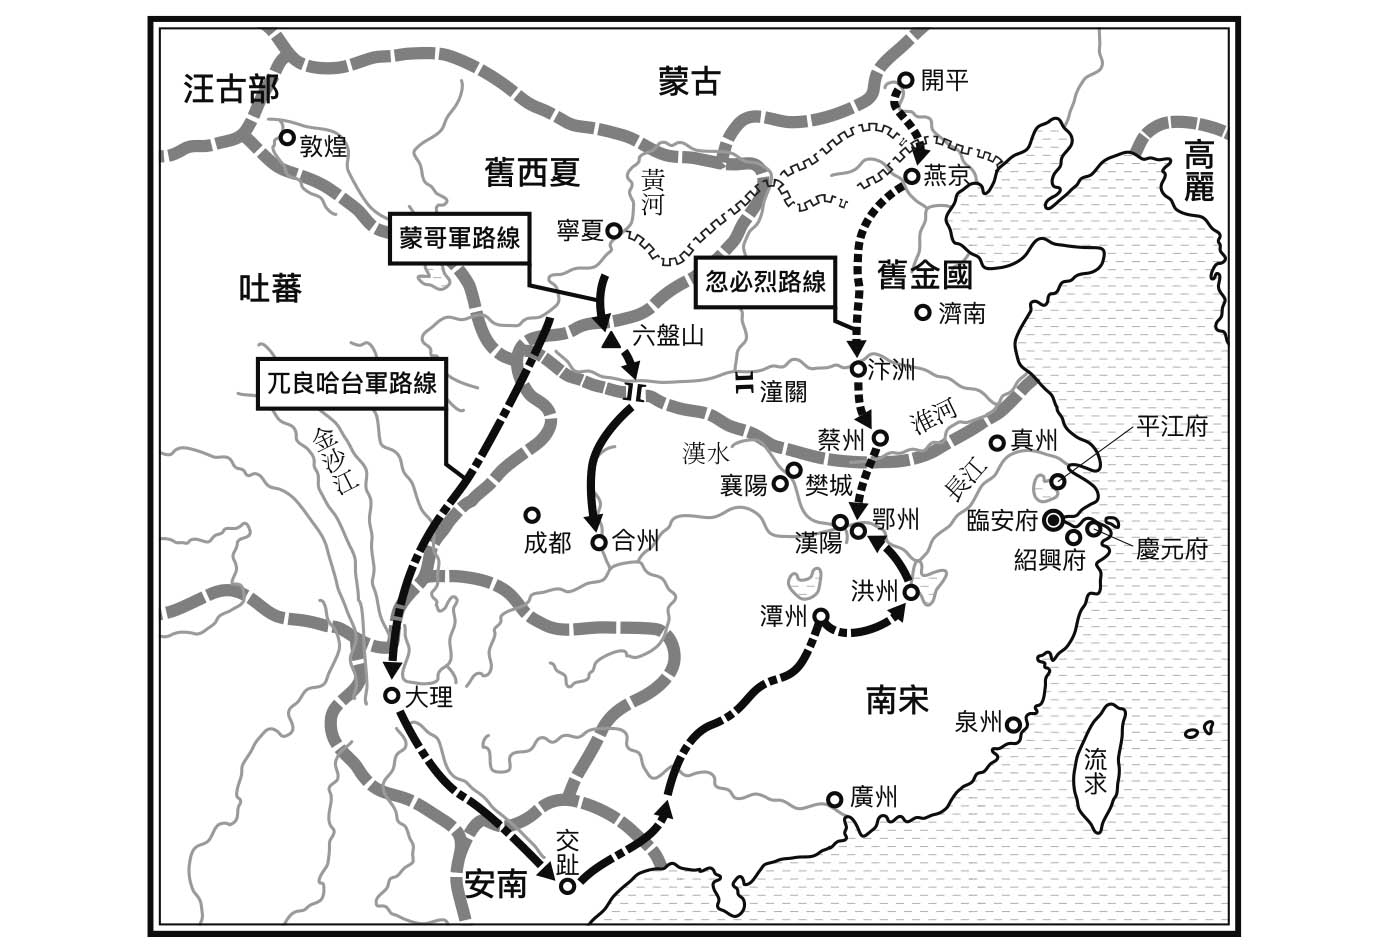 汪古部
蒙古
開平
敦煌
高麗
舊西夏
黃河
燕京
蒙哥軍路線
寧夏
忽必烈路線
舊金國
吐蕃
濟南
六盤山
兀良哈台軍路線
潼關
汴洲
金沙江
淮河
蔡州
真州
平江府
漢水
襄陽
樊城
長江
成都
合州
漢陽
鄂州
臨安府
紹興府
慶元府
洪州
潭州
大理
南宋
泉州
流求
廣州
交趾
安南